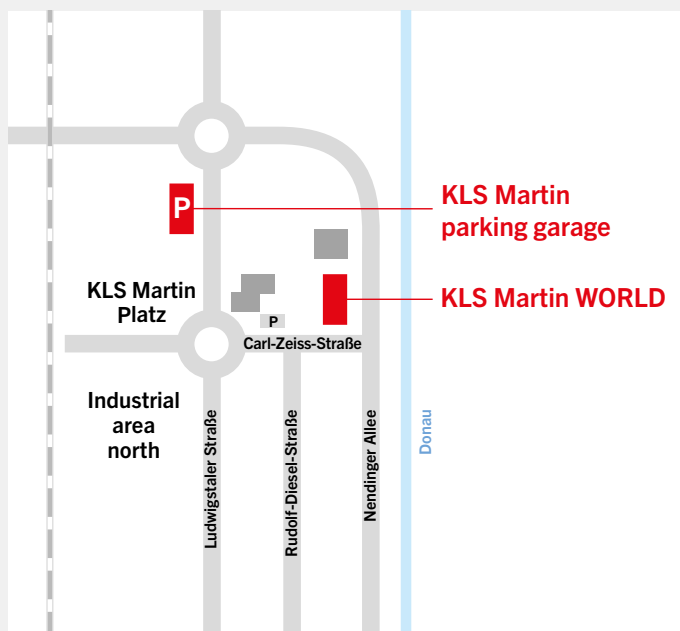 P
KLS Martin
parking garage
KLS Martin
Platz
KLS Martin WORLD
P
Carl-Zeiss-Straße
Industrial
area
north
Ludwigstaler Straße
Rudolf-Diesel-Straße
Nendinger Allee
Donau